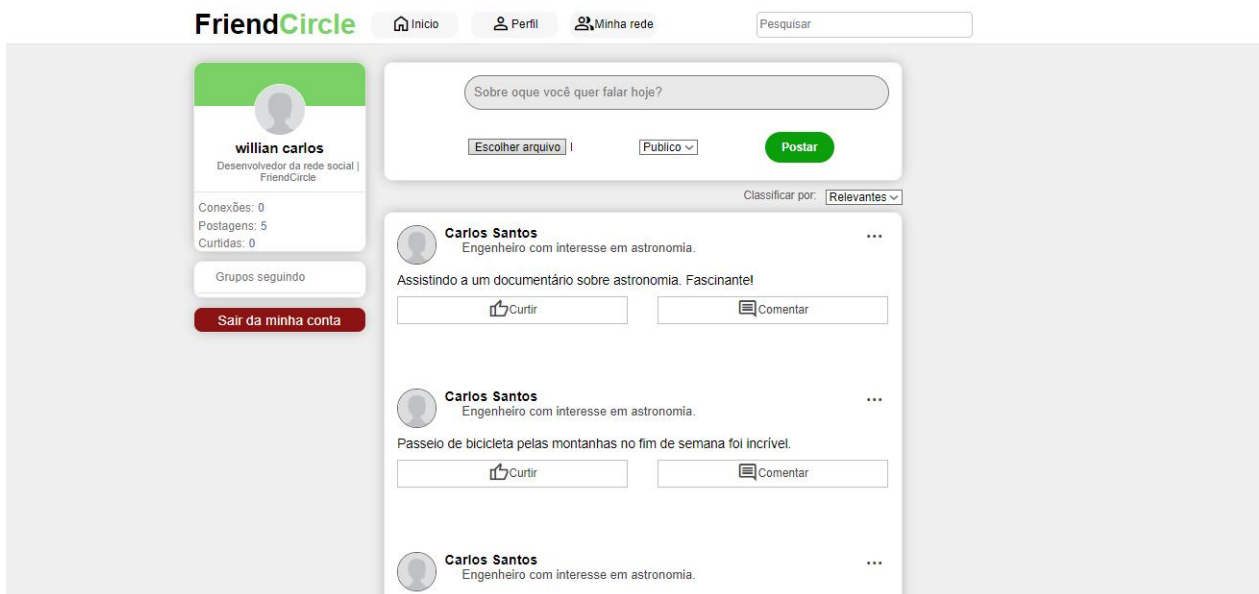 FriendCircle Inicio Perfil Minha rede Pesquisar
Sobre oque você quer falar hoje?
Escolher arquivo Publico Postar
willian carlos
Desenvolvedor da rede social |
FriendCircle
Conexões: 0
Postagens: 5
Curtidas: 0
Grupos seguindo
Sair da minha conta
Classificar por: Relevantes
Carlos Santos ...
Engenheiro com interesse em astronomia.
Assistindo a um documentário sobre astronomia. Fascinante!
Curtir Comentar
Carlos Santos ...
Engenheiro com interesse em astronomia.
Passeio de bicicleta pelas montanhas no fim de semana foi incrível.
Curtir Comentar
Carlos Santos ...
Engenheiro com interesse em astronomia.